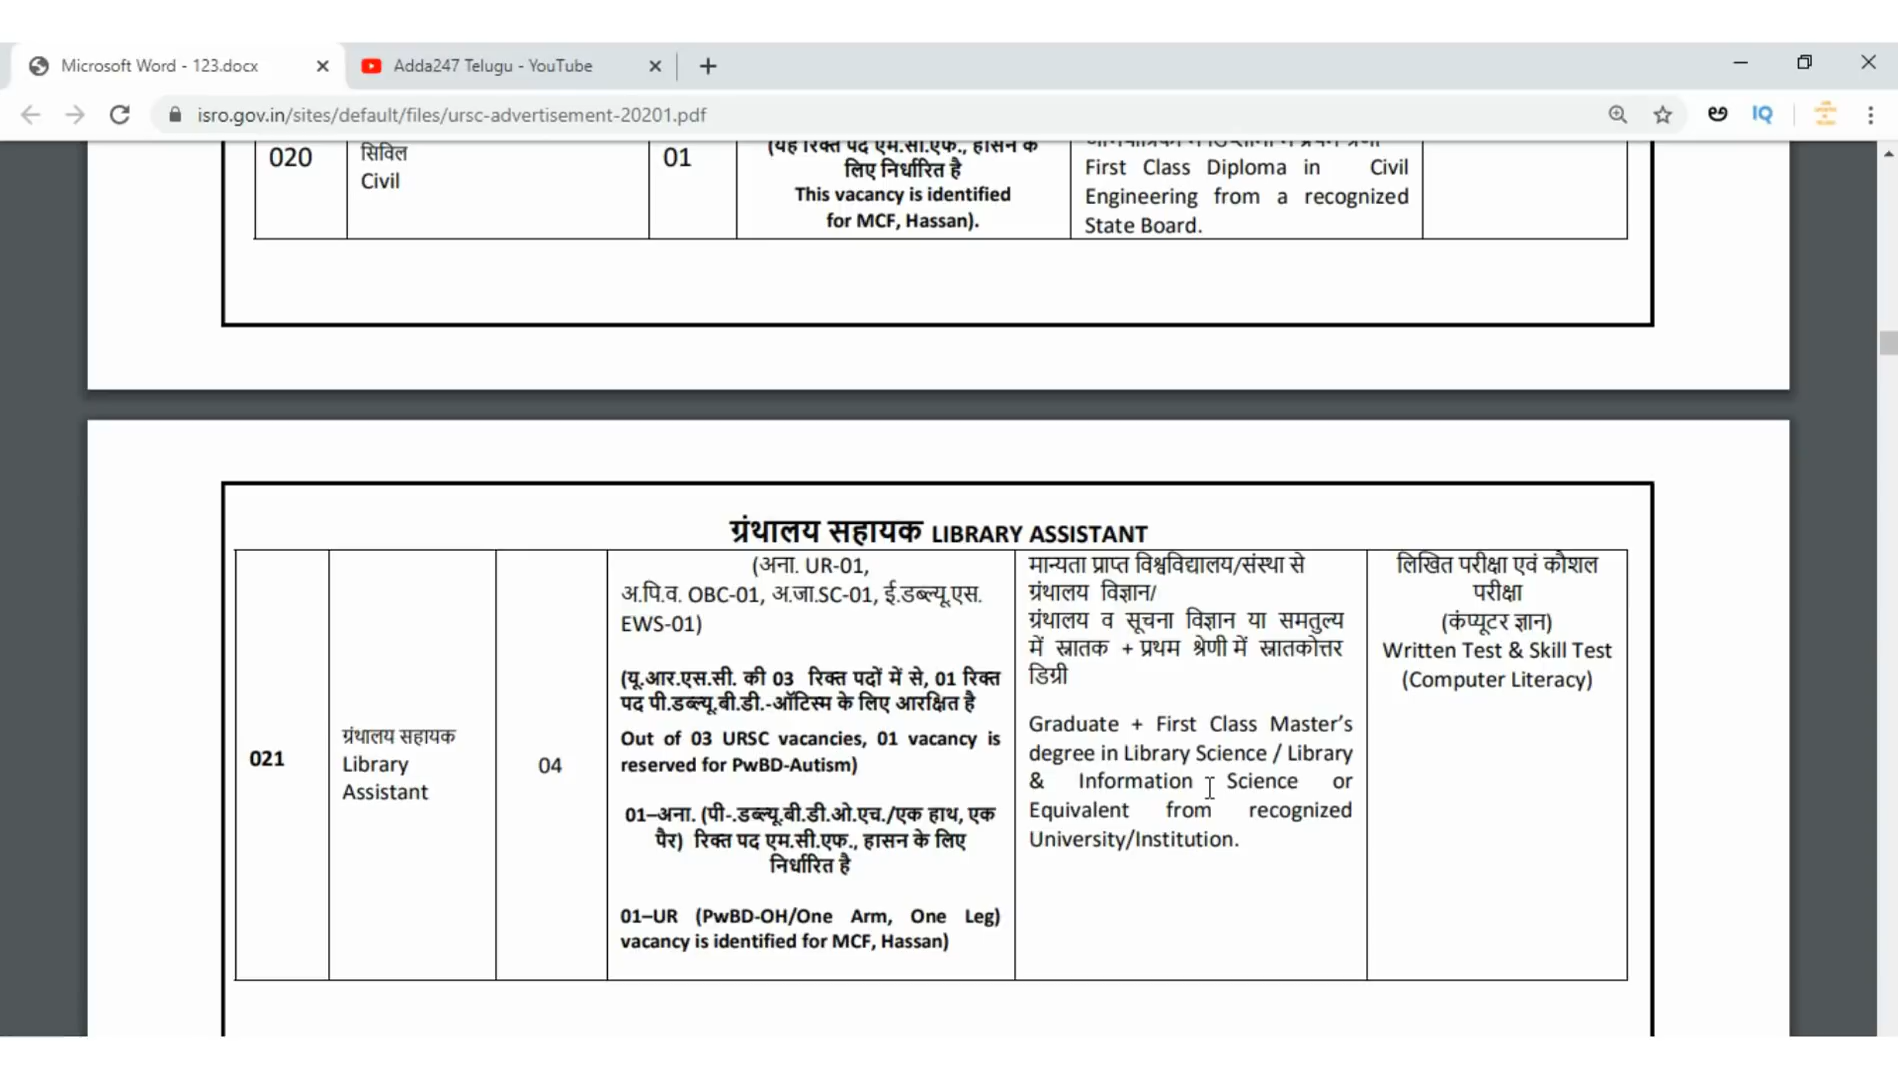 Microsoft Word - 123.docx
Adda247 Telugu - YouTube
isro.gov.in/sites/default/files/ursc-advertisement-20201.pdf
IQ
020
सिविल
Civil
01
(यह रिक्त पद एम.सी.एफ., हासन के
लिए निर्धारित है
This vacancy is identified
for MCF, Hassan).
First Class Diploma in Civil
Engineering from a recognized
State Board.
ग्रंथालय सहायक LIBRARY ASSISTANT
021
ग्रंथालय सहायक
Library
Assistant
04
(अना. UR-01,
अ.पि.व. OBC-01, अ.जा.SC-01, ई.डब्ल्यू.एस.
EWS-01)
(यू.आर.एस.सी. की 03 रिक्त पदों में से, 01 रिक्त
पद पी.डब्ल्यू.बी.डी.-ऑटिस्म के लिए आरक्षित है
Out of 03 URSC vacancies, 01 vacancy is
reserved for PwBD-Autism)
01–अना. (पी-.डब्ल्यू.बी.डी.ओ.एच./एक हाथ, एक
पैर) रिक्त पद एम.सी.एफ., हासन के लिए
निर्धारित है
01–UR (PwBD-OH/One Arm, One Leg)
vacancy is identified for MCF, Hassan)
मान्यता प्राप्त विश्वविद्यालय/संस्था से
ग्रंथालय विज्ञान/
ग्रंथालय व सूचना विज्ञान या समतुल्य
में स्नातक + प्रथम श्रेणी में स्नातकोत्तर
डिग्री
Graduate + First Class Master’s
degree in Library Science / Library
& Information Science or
Equivalent from recognized
University/Institution.
लिखित परीक्षा एवं कौशल
परीक्षा
(कंप्यूटर ज्ञान)
Written Test & Skill Test
(Computer Literacy)